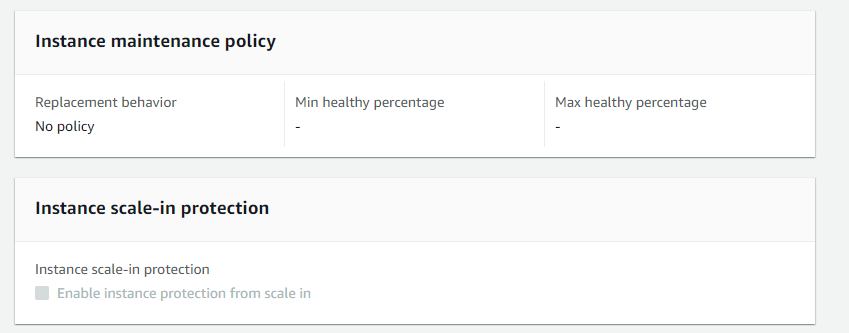 Instance maintenance policy
Replacement behavior
No policy
Min healthy percentage
-
Max healthy percentage
-
Instance scale-in protection
Instance scale-in protection
Enable instance protection from scale in